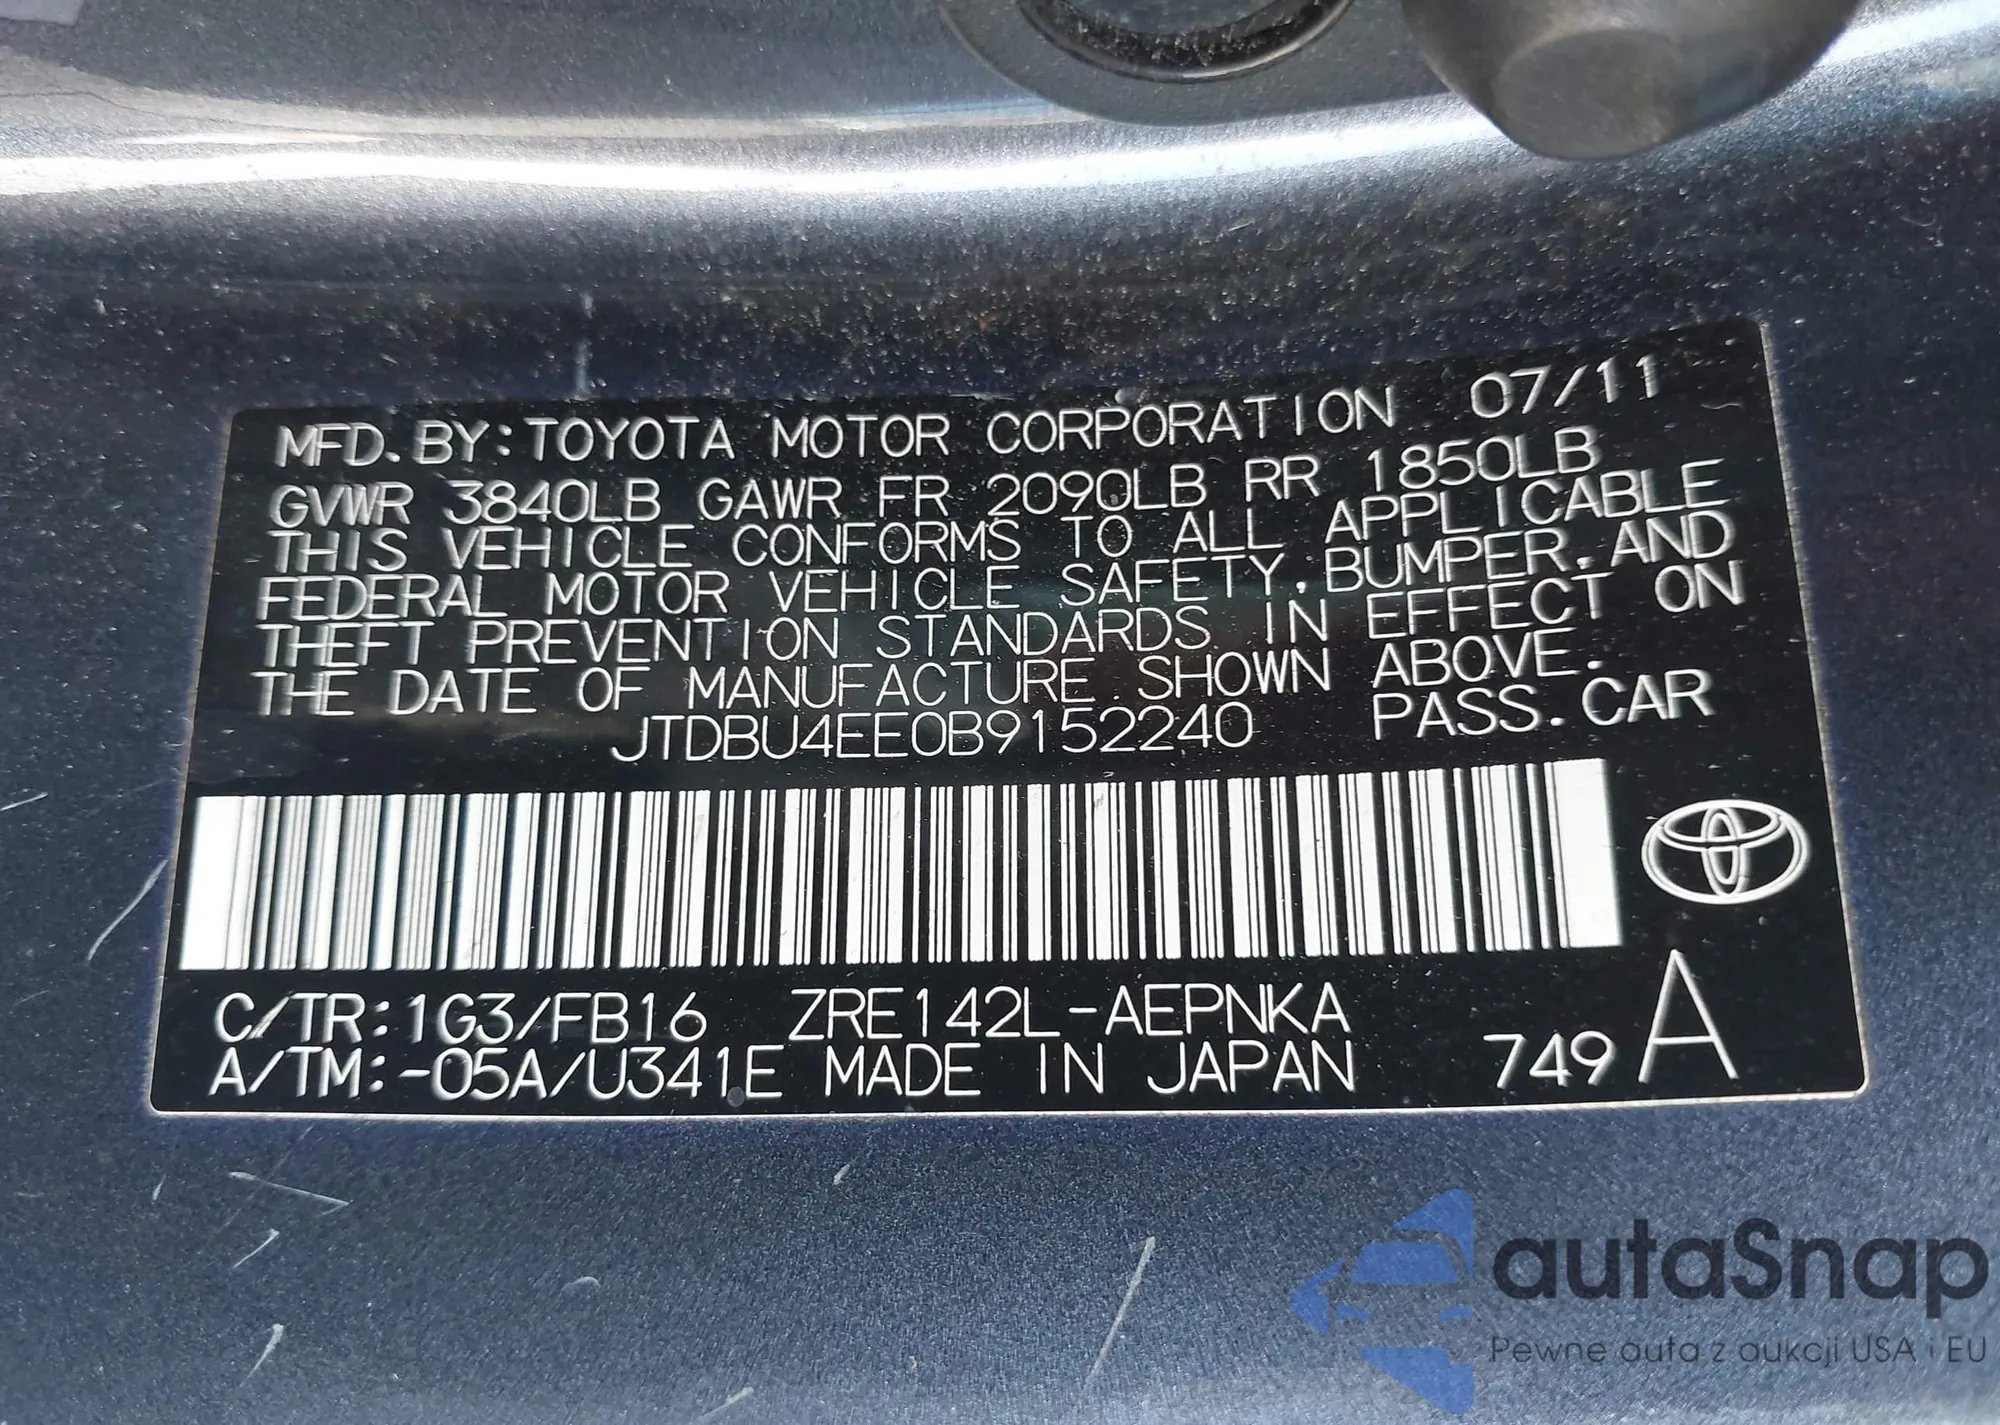 MFD. BY: TOYOTA MOTOR CORPORATION 07/11
GVWR 3840LB GAWR FR 2090LB RR 1850LB
THIS VEHICLE CONFORMS TO ALL APPLICABLE
FEDERAL MOTOR VEHICLE SAFETY, BUMPER, AND
THEFT PREVENTION STANDARDS IN EFFECT ON
THE DATE OF MANUFACTURE SHOWN ABOVE.
JTDBU4EE0B9152240 PASS. CAR
C/TR: 1G3/FB16 ZRE142L-AEPNKA
A/TM: -05A/U341E MADE IN JAPAN 749 A
autaSnap
Pewne auta z aukcji USA i EU